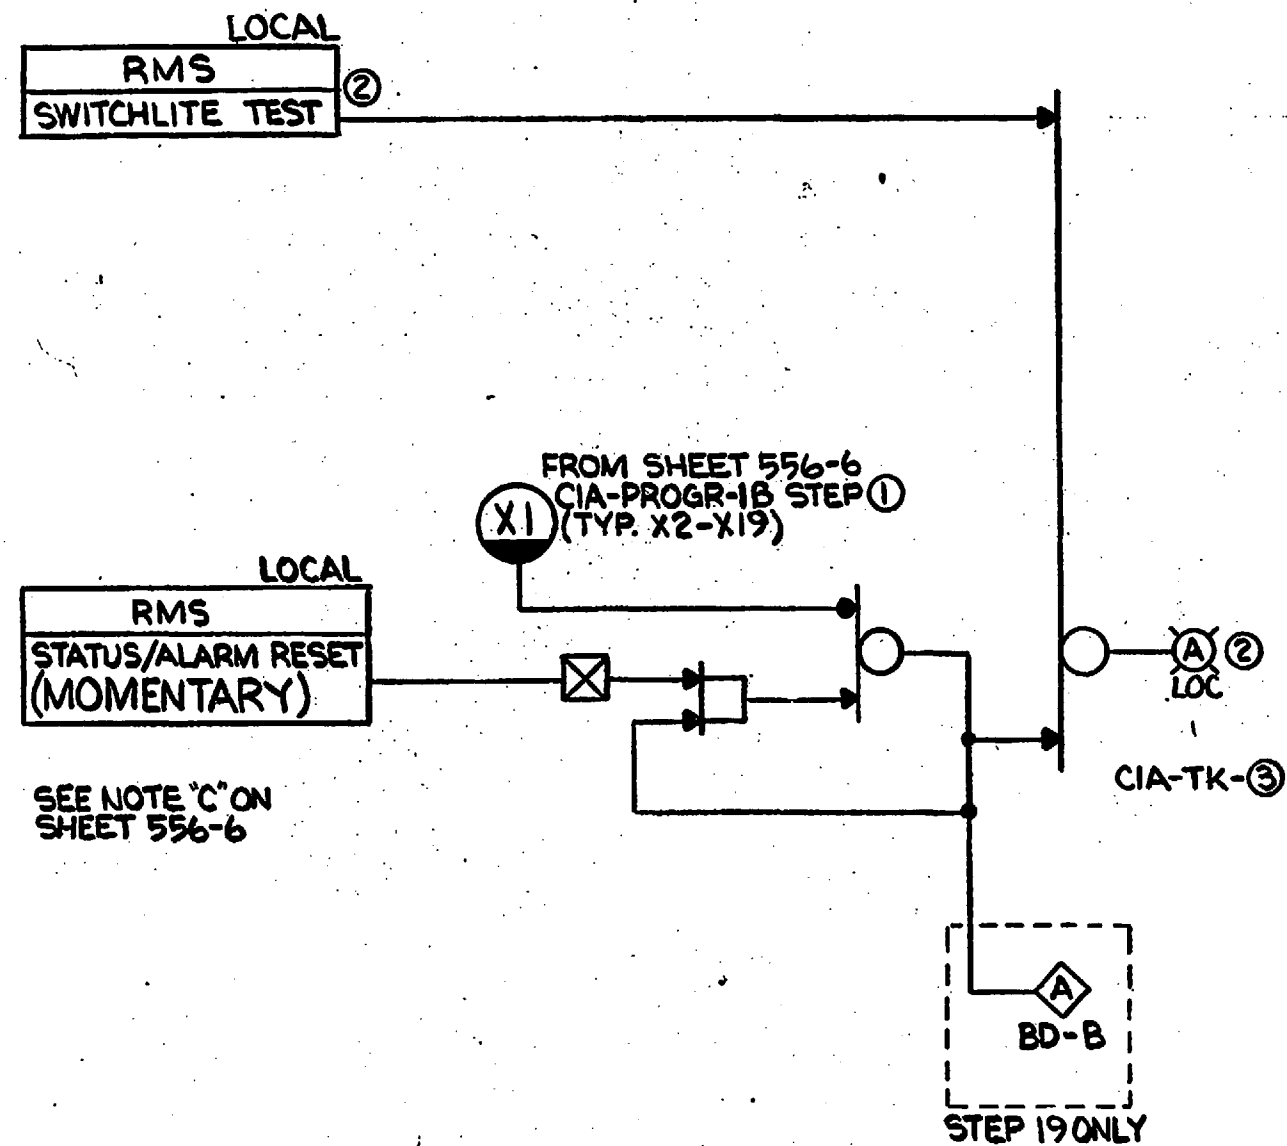 LOCAL
RMS
SWITCHLITE TEST
2
FROM SHEET 556-6
CIA-PROGR-1B STEP 1
(TYP. X2-X19)
X1
LOCAL
RMS
STATUS/ALARM RESET
(MOMENTARY)
A 2
LOC
CIA-TK-3
SEE NOTE "C" ON
SHEET 556-6
A
BD-B
STEP 19 ONLY